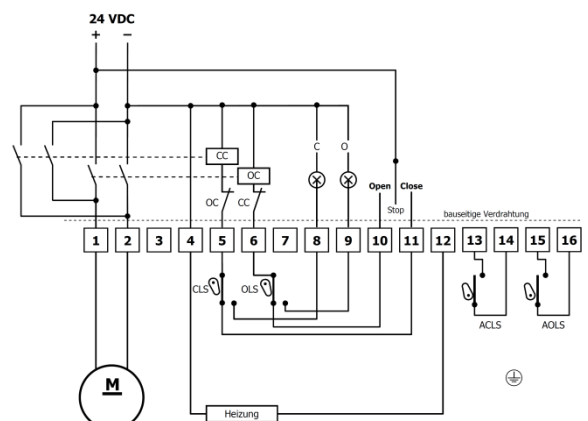 24 VDC
+ −
CC
C O
OC
Open Close
OC CC
Stop
bauseitige Verdrahtung
1 2 3 4 5 6 7 8 9 10 11 12 13 14 15 16
CLS OLS
ACLS AOLS
M
Heizung